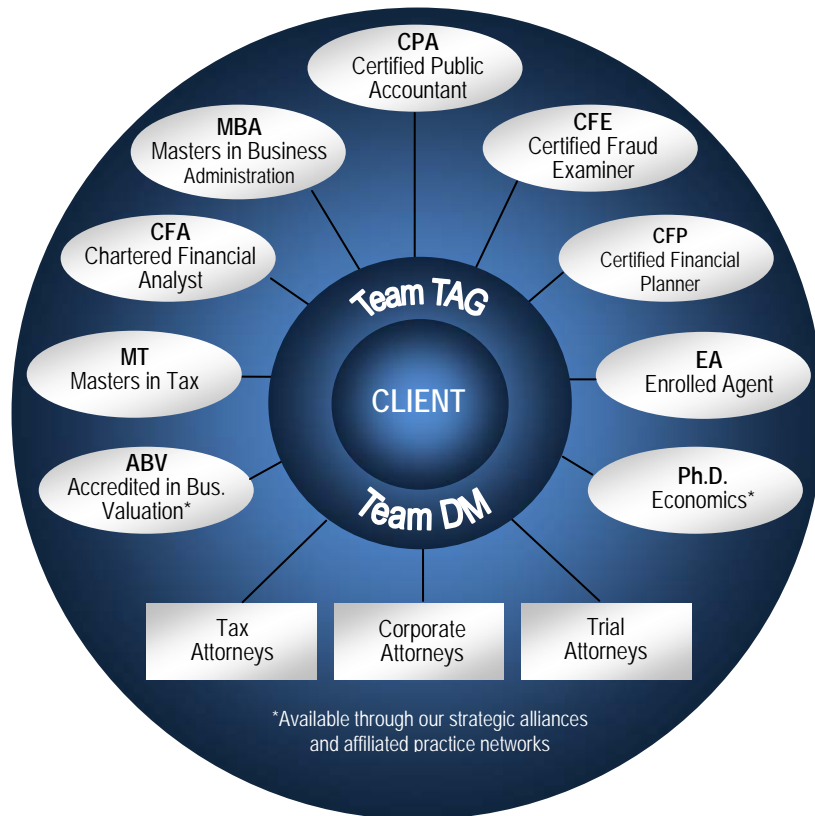 CPA
Certified Public
Accountant
MBA
Masters in Business
Administration
CFE
Certified Fraud
Examiner
CFA
Chartered Financial
Analyst
CFP
Certified Financial
Planner
Team TAG
MT
Masters in Tax
CLIENT
EA
Enrolled Agent
ABV
Accredited in Bus.
Valuation*
Ph.D.
Economics*
Team DM
Tax
Attorneys
Corporate
Attorneys
Trial
Attorneys
*Available through our strategic alliances
and affiliated practice networks